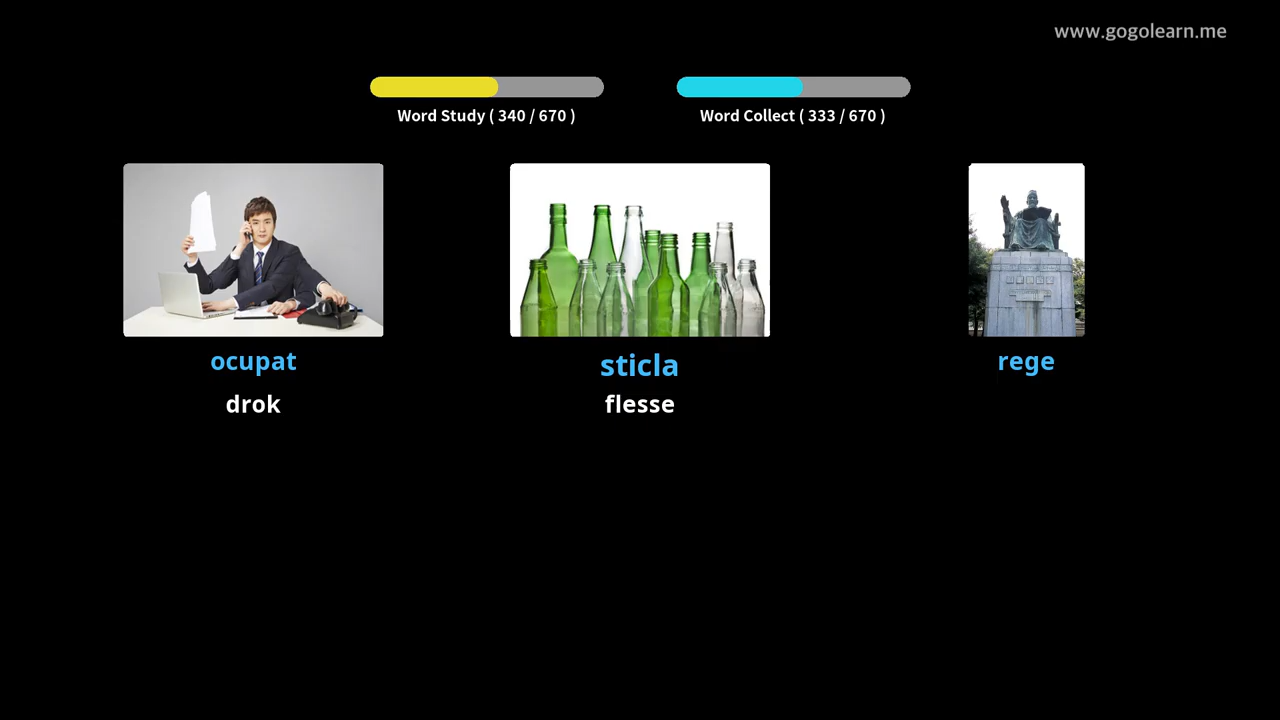 www.gogolearn.me
Word Study ( 340 / 670 )
Word Collect ( 333 / 670 )
ocupat
sticla
rege
drok
flesse